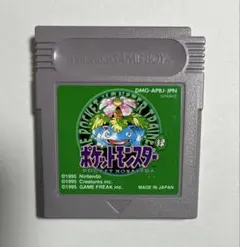 Nintendo GAME BOY
DMG-APBJ-JPN
ポケットモンスター 緑
POCKET MONSTERS
©1995 Nintendo
©1995 Creatures inc.
©1995 GAME FREAK inc.
MADE IN JAPAN